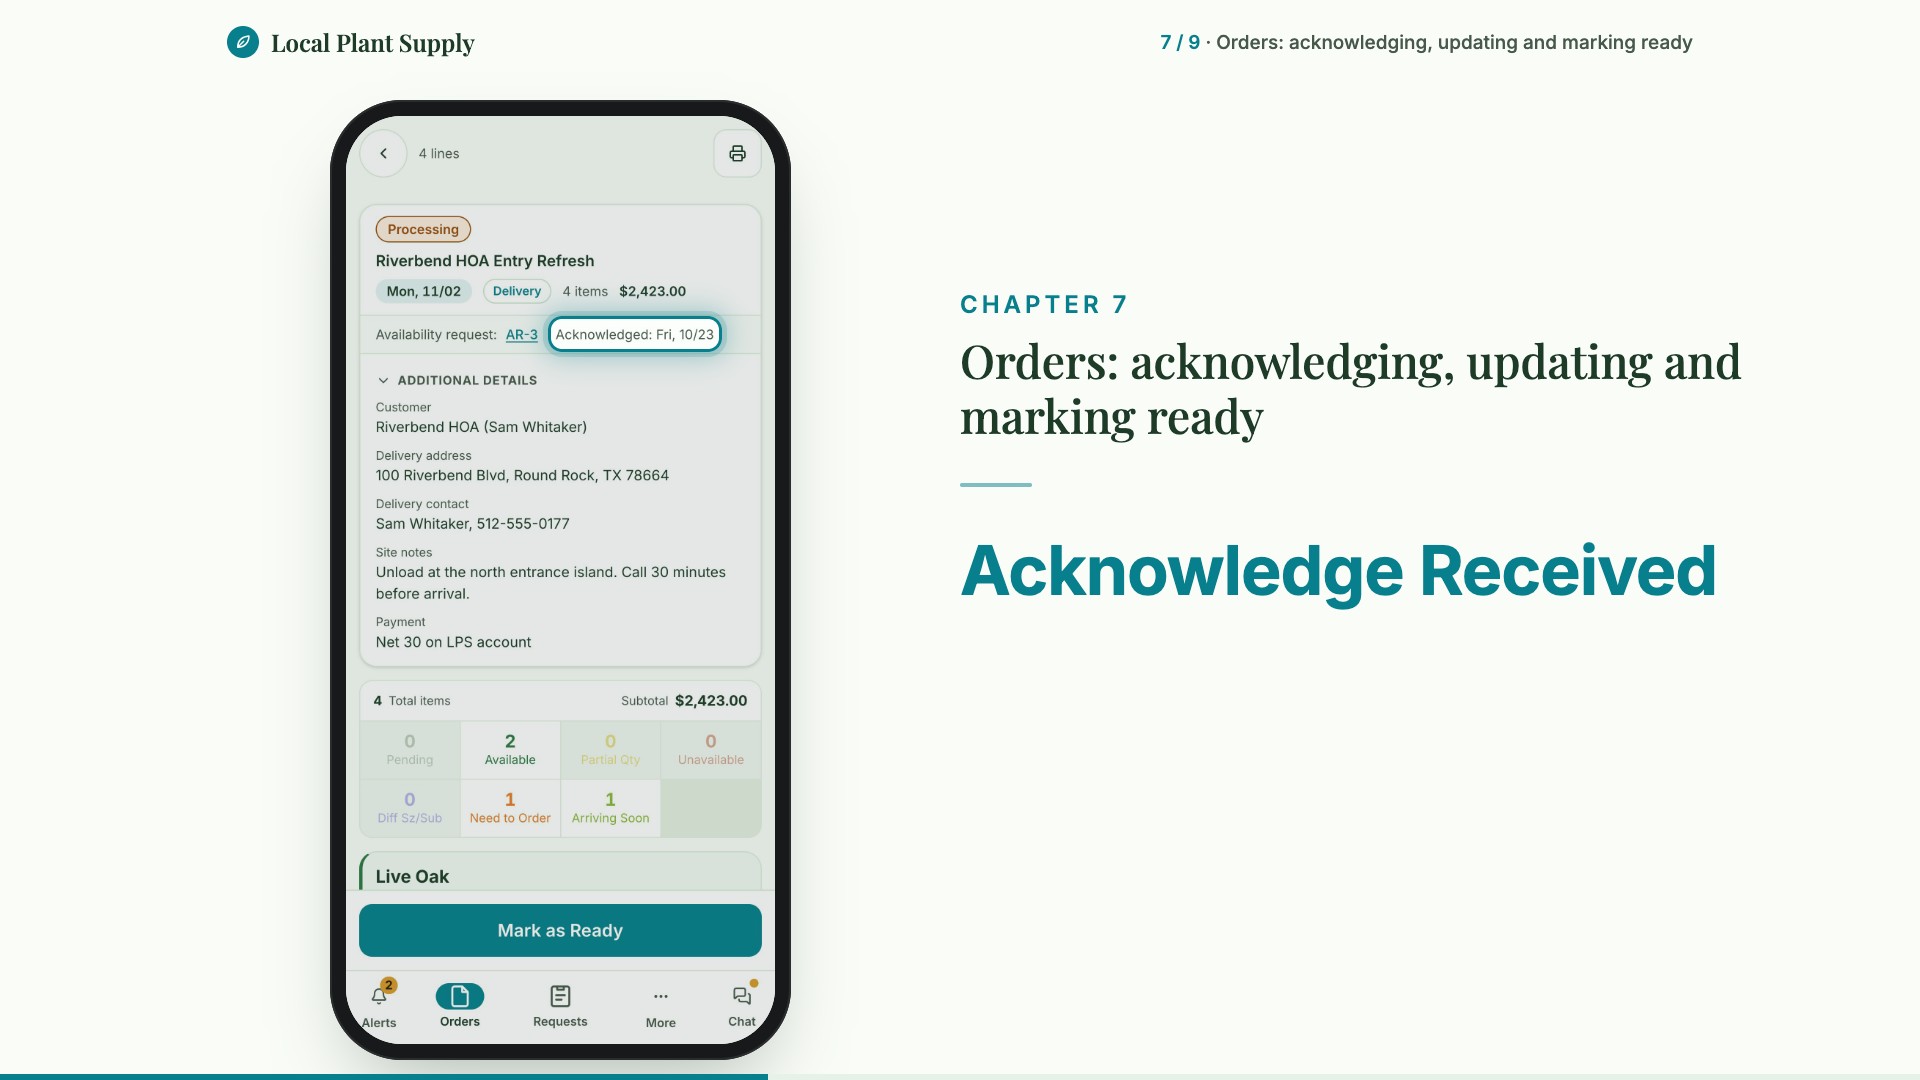 Local Plant Supply
7 / 9 · Orders: acknowledging, updating and marking ready
4 lines
Processing
Riverbend HOA Entry Refresh
Mon, 11/02 Delivery 4 items $2,423.00
Availability request: AR-3 Acknowledged: Fri, 10/23
ADDITIONAL DETAILS
Customer
Riverbend HOA (Sam Whitaker)
Delivery address
100 Riverbend Blvd, Round Rock, TX 78664
Delivery contact
Sam Whitaker, 512-555-0177
Site notes
Unload at the north entrance island. Call 30 minutes
before arrival.
Payment
Net 30 on LPS account
4 Total items Subtotal $2,423.00
0 2 0 0
Pending Available Partial Qty Unavailable
0 1 1
Diff Sz/Sub Need to Order Arriving Soon
Live Oak
Mark as Ready
2
Alerts Orders Requests More Chat
CHAPTER 7
Orders: acknowledging, updating and
marking ready
Acknowledge Received